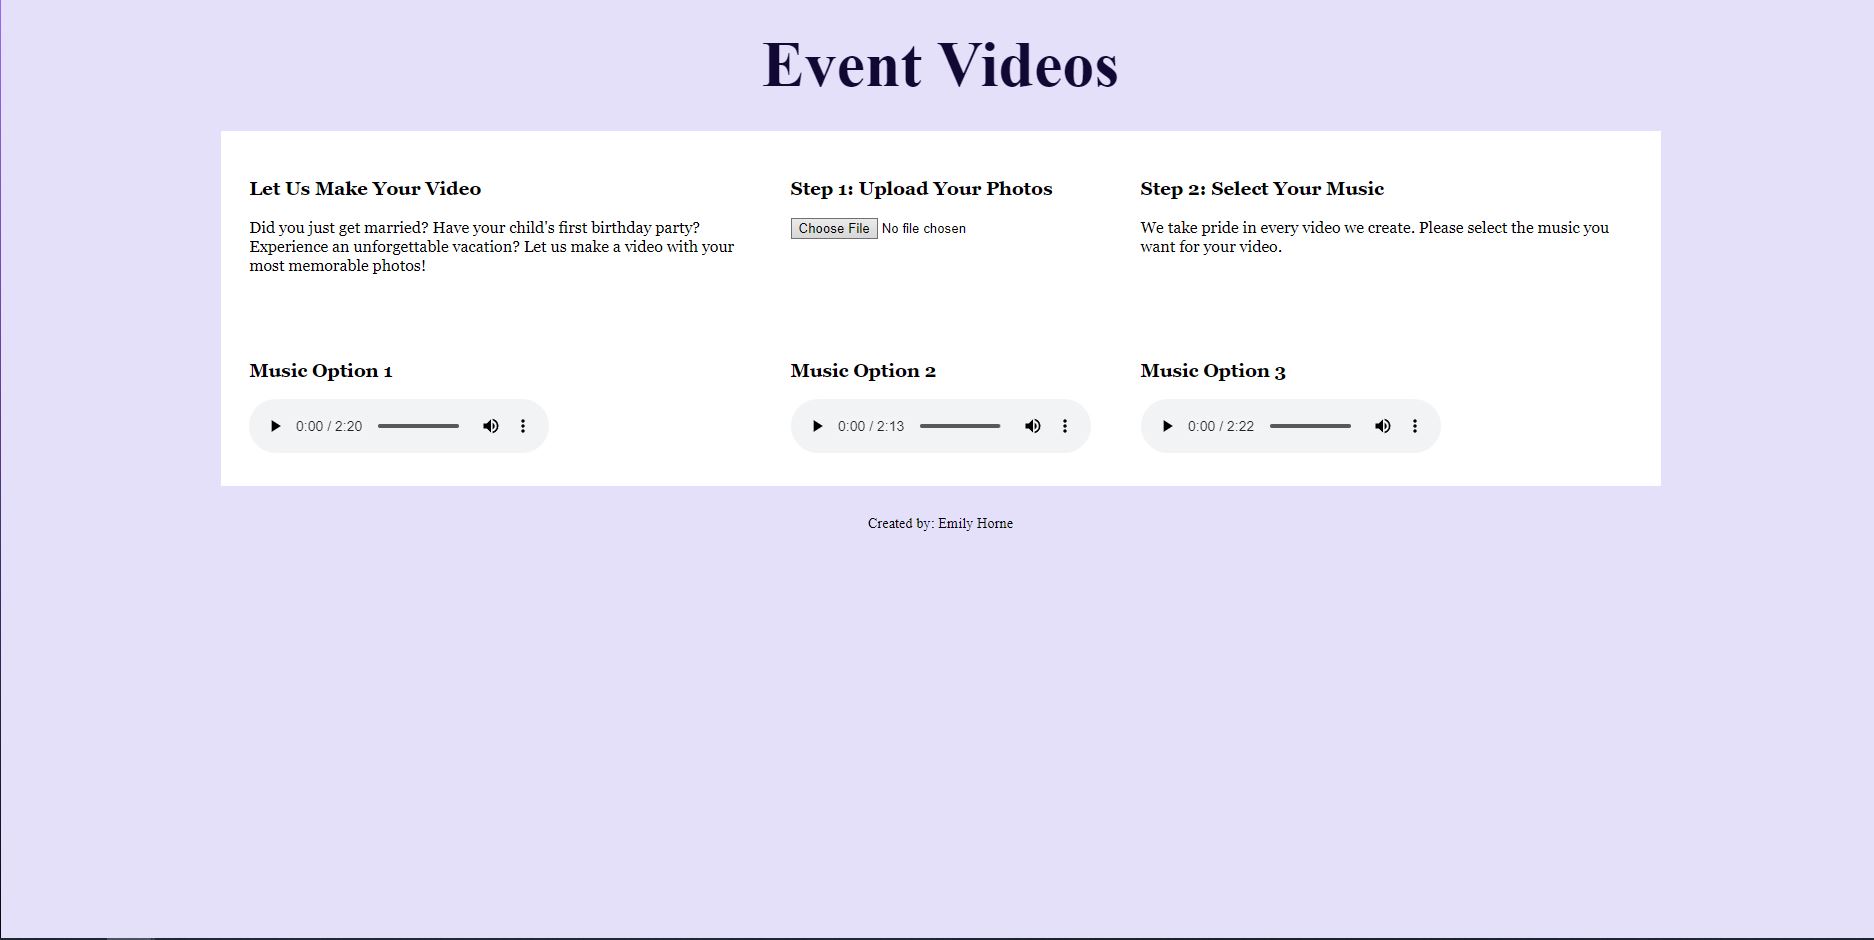 Event Videos
Let Us Make Your Video
Did you just get married? Have your child's first birthday party?
Experience an unforgettable vacation? Let us make a video with your
most memorable photos!
Step 1: Upload Your Photos
Choose File No file chosen
Step 2: Select Your Music
We take pride in every video we create. Please select the music you
want for your video.
Music Option 1
0:00 / 2:20
Music Option 2
0:00 / 2:13
Music Option 3
0:00 / 2:22
Created by: Emily Horne